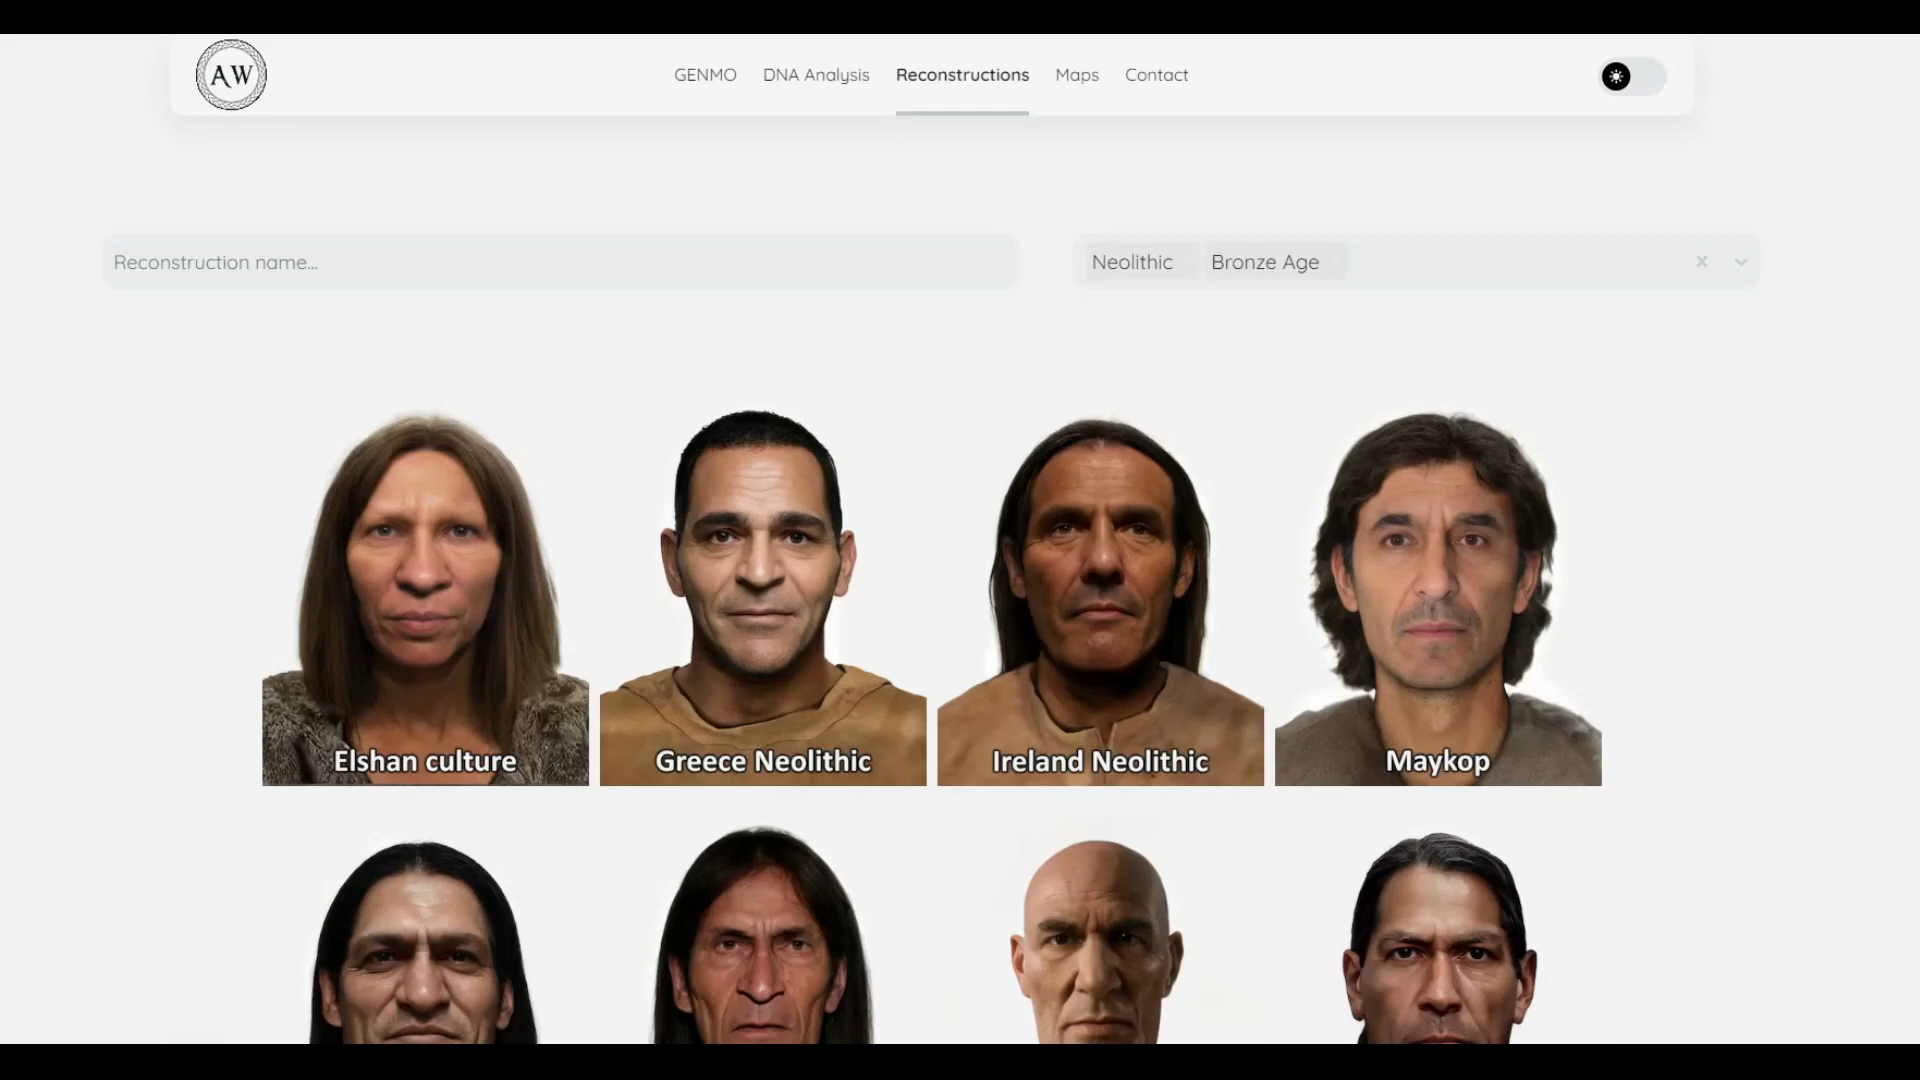 AW
GENMO DNA Analysis Reconstructions Maps Contact
Reconstruction name...
Neolithic Bronze Age
Elshan culture
Greece Neolithic
Ireland Neolithic
Maykop